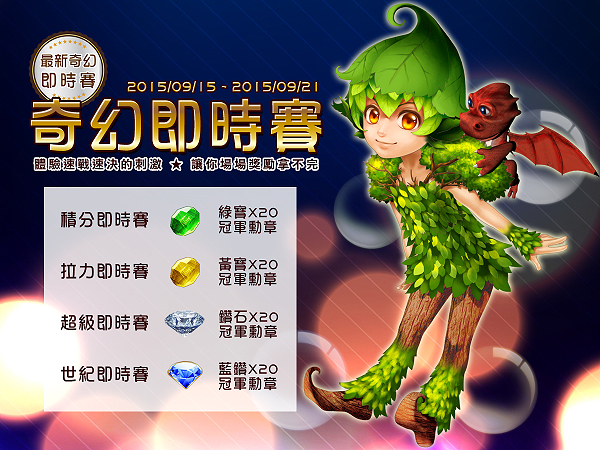 最新奇幻
即時賽
2015/09/15 - 2015/09/21
奇幻即時賽
體驗速戰速決的刺激 ★ 讓你場場獎勵拿不完
積分即時賽
綠寶X20
冠軍勳章
拉力即時賽
黃寶X20
冠軍勳章
超級即時賽
鑽石X20
冠軍勳章
世紀即時賽
藍鑽X20
冠軍勳章